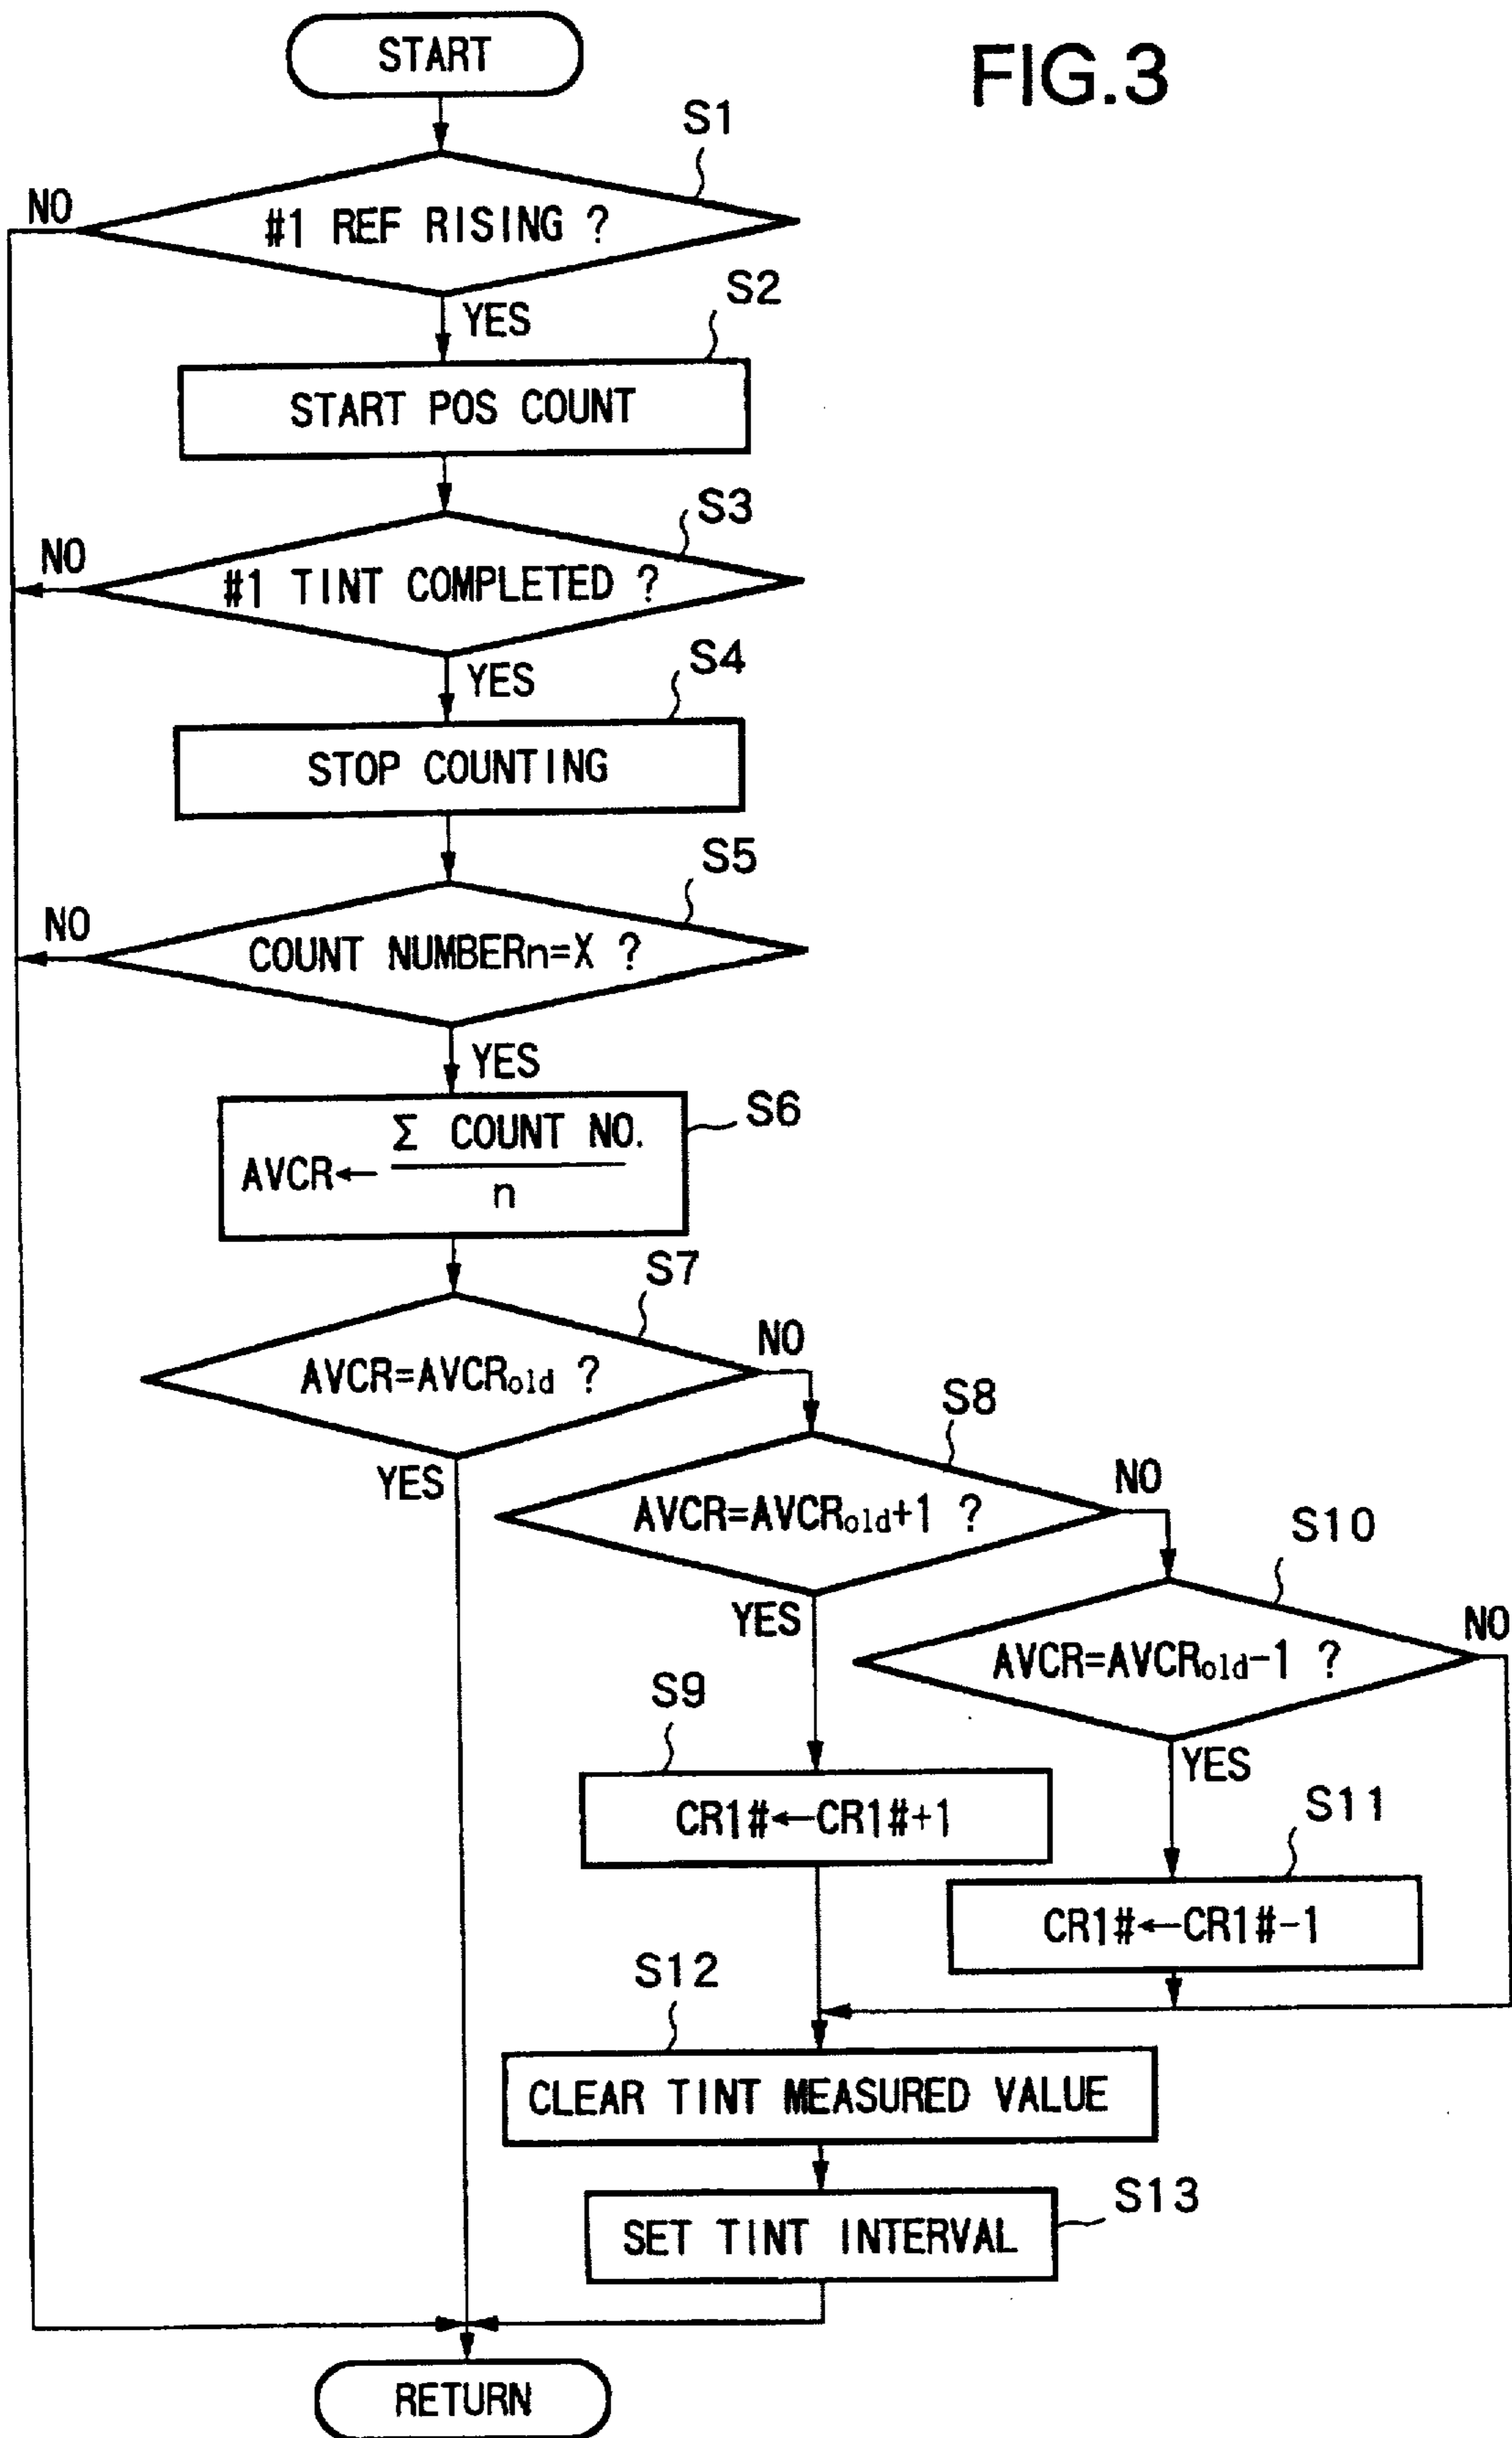 START
FIG.3
S1
NO
#1 REF RISING ?
S2
YES
START POS COUNT
S3
NO
#1 TINT COMPLETED ?
S4
YES
STOP COUNTING
S5
NO
COUNT NUMBERn=X ?
YES
S6
Σ COUNT NO.
AVCR←
n
S7
NO
AVCR=AVCRold ?
S8
YES
NO
AVCR=AVCRold+1 ?
S10
YES
NO
AVCR=AVCRold-1 ?
S9
YES
CR1#←CR1#+1
S11
CR1#←CR1#-1
S12
CLEAR TINT MEASURED VALUE
S13
SET TINT INTERVAL
RETURN